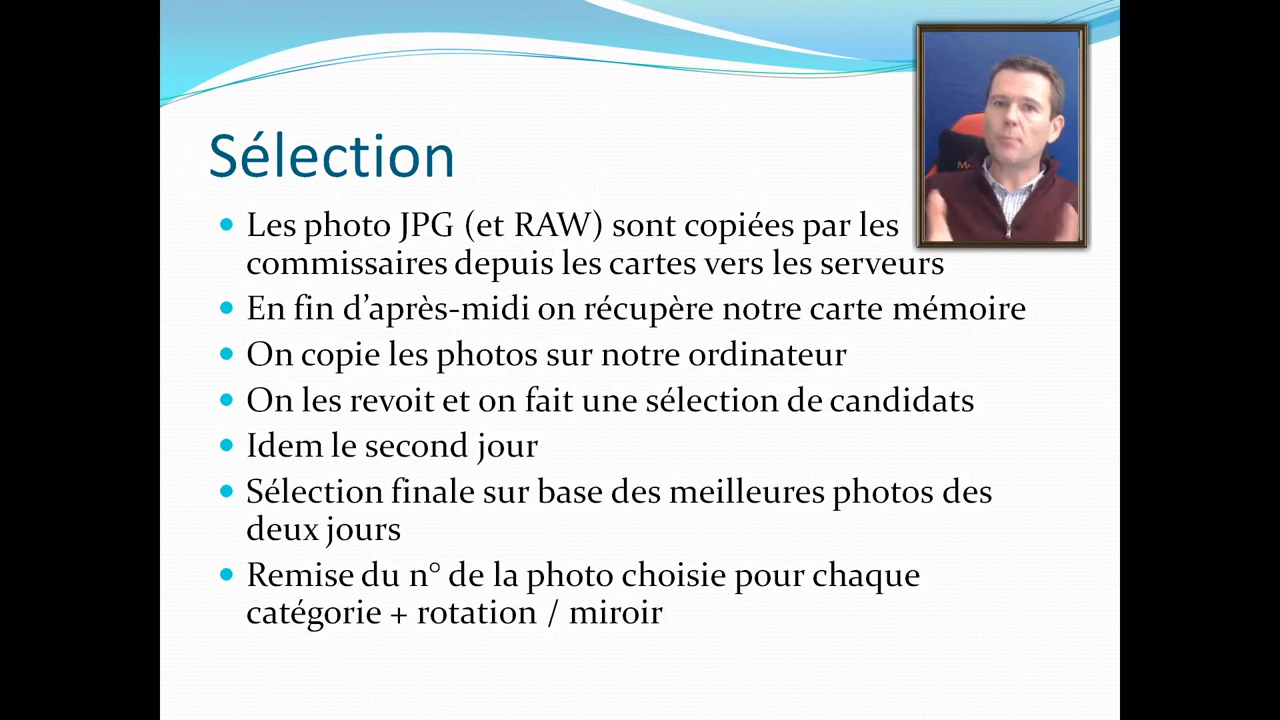 Sélection
Les photo JPG (et RAW) sont copiées par les
commissaires depuis les cartes vers les serveurs
En fin d’après-midi on récupère notre carte mémoire
On copie les photos sur notre ordinateur
On les revoit et on fait une sélection de candidats
Idem le second jour
Sélection finale sur base des meilleures photos des
deux jours
Remise du n° de la photo choisie pour chaque
catégorie + rotation / miroir